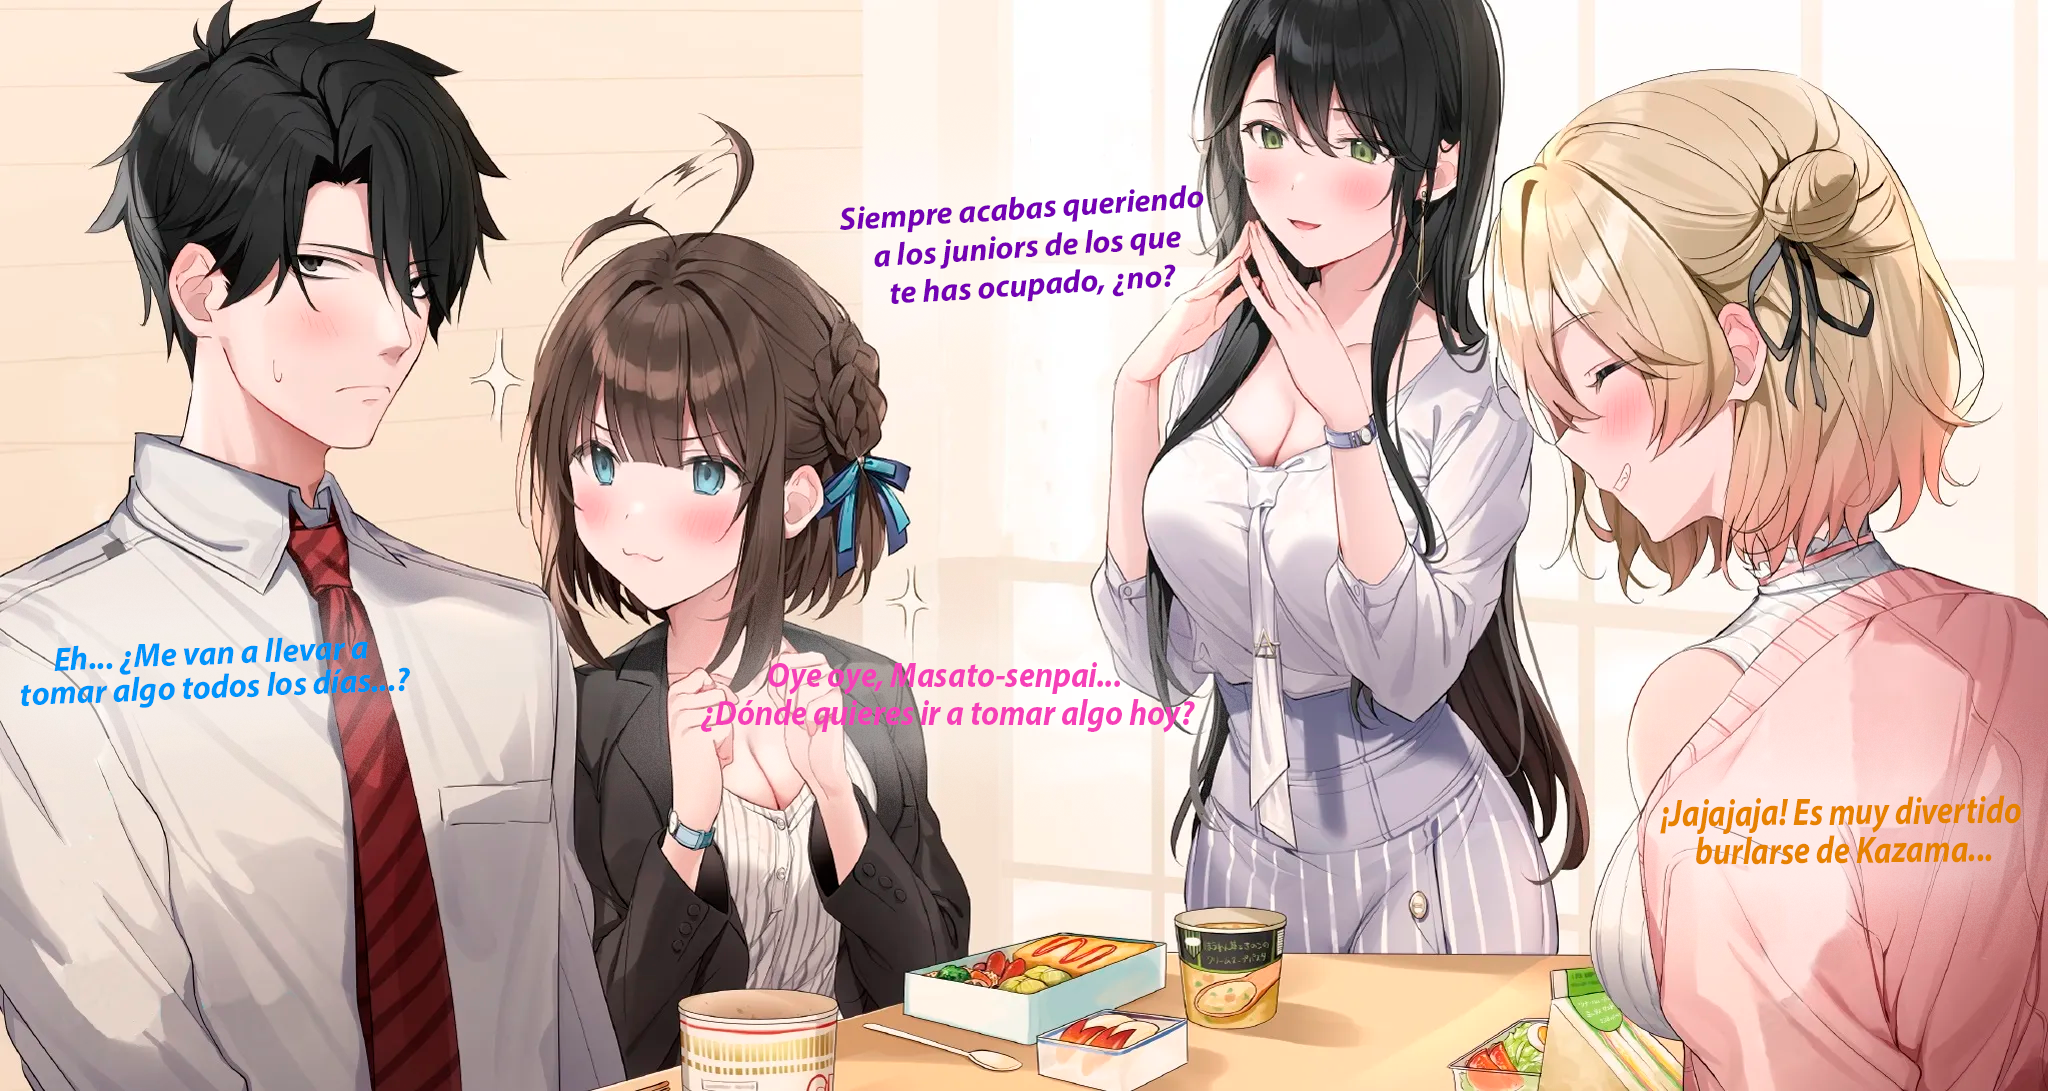 Siempre acabas queriendo
a los juniors de los que
te has ocupado, ¿no?
Eh... ¿Me van a llevar a
tomar algo todos los días...?
Oye oye, Masato-senpai...
¿Dónde quieres ir a tomar algo hoy?
¡Jajajaja! Es muy divertido
burlarse de Kazama...